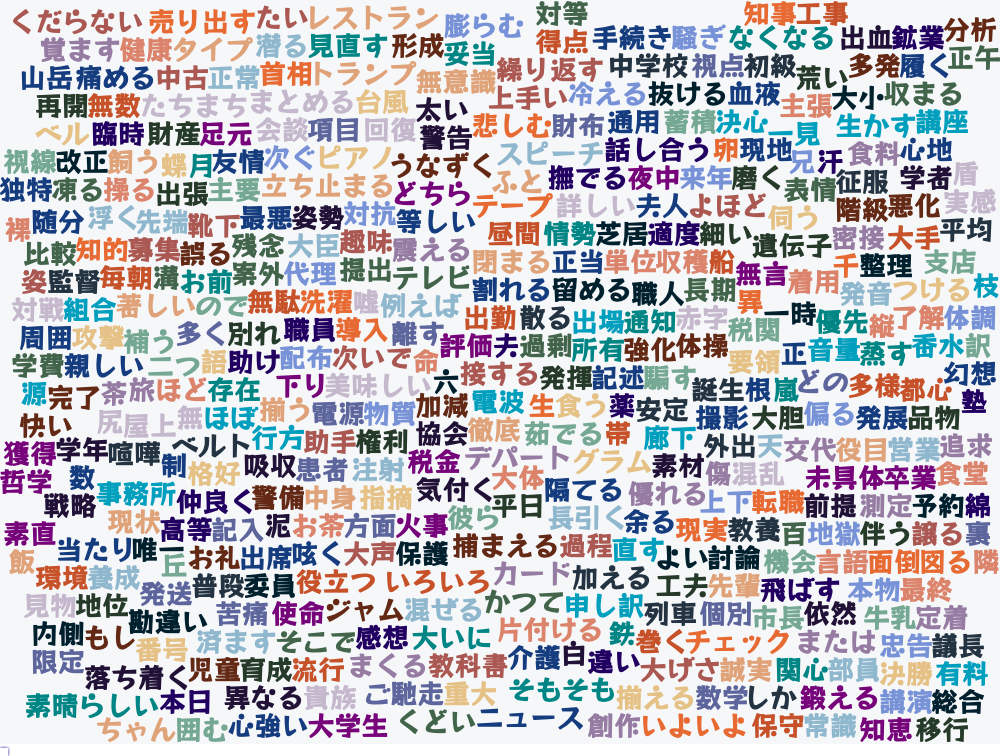 くだらない 売り出す たい レストラン 膨らむ 対等 知事 工事
覚ます 健康 タイプ 潜る 見直す 形成 妥当 得点 手続き 騒ぎ なくなる 出血 鉱業 分析
山岳 痛める 中古 正常 首相 トランプ 無意識 繰り返す 中学校 視点 初級 荒い 多発 履く 正午
再開 無数 たちまち まとめる 台風 太い 上手い 冷える 抜ける 血液 主張 大小 収まる
ベル 臨時 財産 足元 会談 項目 回復 警告 悲しむ 財布 通用 蓄積 決心 一見 生かす 講座
視線 改正 飼う 蝶 月 友情 次ぐ ピアノ うなずく スピーチ 話し合う 卵 現地 兄 汗 食料 心地
独特 凍る 操る 出張 主要 立ち止まる どちら ふと 撫でる 夜中 来年 磨く 表情 征服 学者 盾
裸 随分 浮く 先端 靴下 最悪 姿勢 対抗 等しい テープ 詳しい 夫人 よほど 伺う 階級 悪化 実感
比較 知的 募集 誤る 残念 大臣 趣味 震える 昼間 情勢 芝居 適度 細い 遺伝子 密接 大手 平均
姿 監督 毎朝 溝 お前 案外 代理 提出 テレビ 閉まる 正当 単位 収穫 船 無言 着用 千 整理 支店
対戦 組合 著しい ので 無駄 洗濯 嘘 例えば 割れる 留める 職人 長期 異 発音 つける 枝
周囲 攻撃 補う 多く 別れ 職員 導入 離す 出勤 散る 出場 通知 赤字 税関 一時 優先 縦 了解 体調
学費 親しい 二つ 語 助け 配布 次いで 命 評価 夫 過剰 所有 強化 体操 要領 正 音量 蒸す 香水 訳
源 完了 茶 旅 ほど 存在 下り 美味しい 六 接する 発揮 記述 騙す 誕生 根 嵐 どの 多様 都心 幻想
快い 尻 屋上 無 ほぼ 揃う 電源 物質 加減 電波 生 食う 薬 安定 撮影 大胆 偏る 発展 品物 塾
獲得 学年 喧嘩 ベルト 行方 助手 権利 協会 徹底 茹でる 帯 廊下 外出 天 交代 役目 営業 追求
哲学 数 制 格好 吸収 患者 注射 税金 デパート グラム 素材 傷 混乱 未 具体 卒業 食堂
戦略 事務所 仲良く 警備 中身 指摘 気付く 大体 平日 隔てる 優れる 上下 転職 前提 測定 予約 綿
素直 現状 高等 記入 泥 お茶 方面 火事 彼ら 長引く 余る 現実 教養 百 地獄 伴う 譲る 裏
飯 当たり 唯一 丘 お礼 出席 呟く 大声 保護 捕まえる 過程 直す よい 討論 機会 言語 面倒 図る 隣
環境 養成 発送 普段 委員 役立つ いろいろ カード 加える 工夫 先輩 飛ばす 本物 最終
見物 地位 勘違い 苦痛 使命 ジャム 混ぜる かつて 申し訳 列車 個別 市長 依然 牛乳 定着
内側 もし 番号 済ます そこで 感想 大いに 片付ける 鉄 巻く チェック または 忠告 議長
限定 落ち着く 児童 育成 流行 まくる 教科書 介護 白 違い 大げさ 誠実 関心 部員 決勝 有料
素晴らしい 本日 異なる 貴族 ご馳走 重大 そもそも 揃える 数学 しか 鍛える 講演 総合
ちゃん 囲む 心強い 大学生 くどい ニュース 創作 いよいよ 保守 常識 知恵 移行